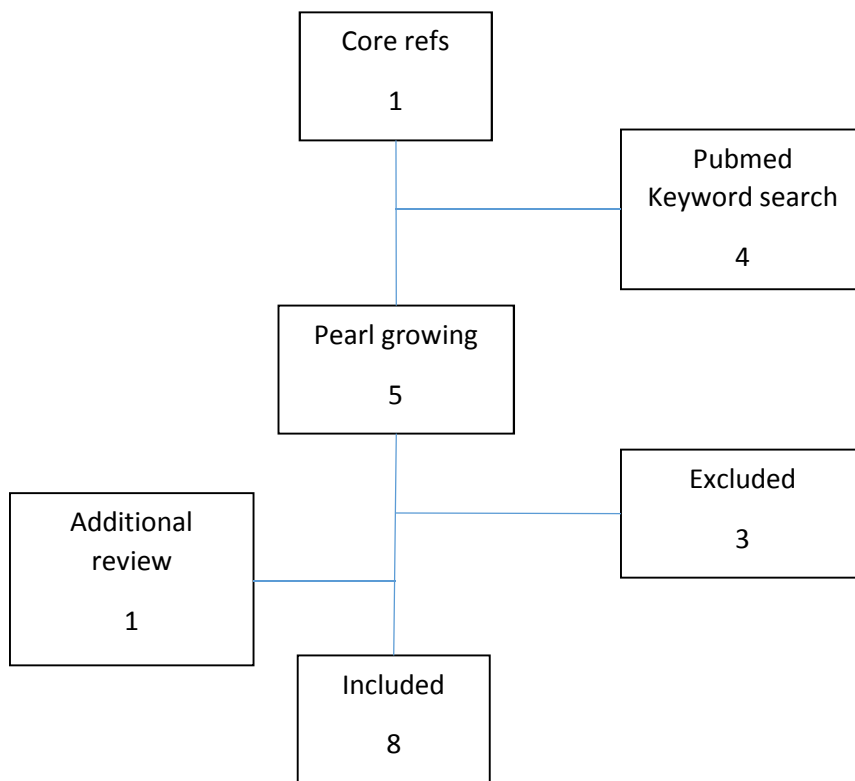 Core refs
1
Pubmed
Keyword search
4
Pearl growing
5
Excluded
3
Additional
review
1
Included
8